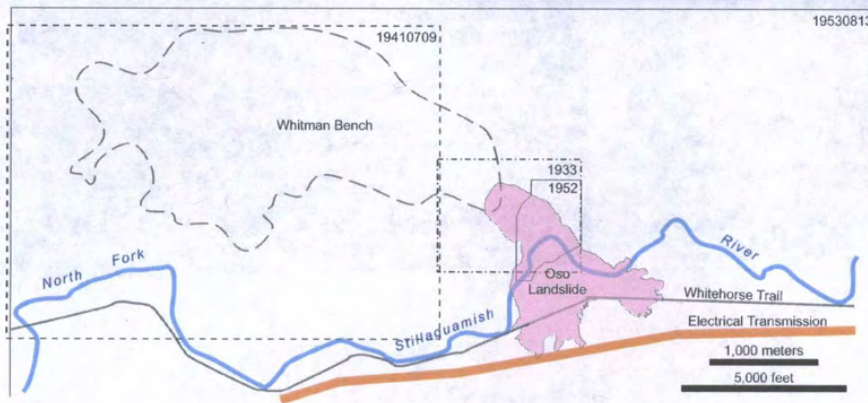 19410709
19530813
Whitman Bench
1933
1952
North Fork
Stillaguamish
River
Oso
Landslide
Whitehorse Trail
Electrical Transmission
1,000 meters
5,000 feet